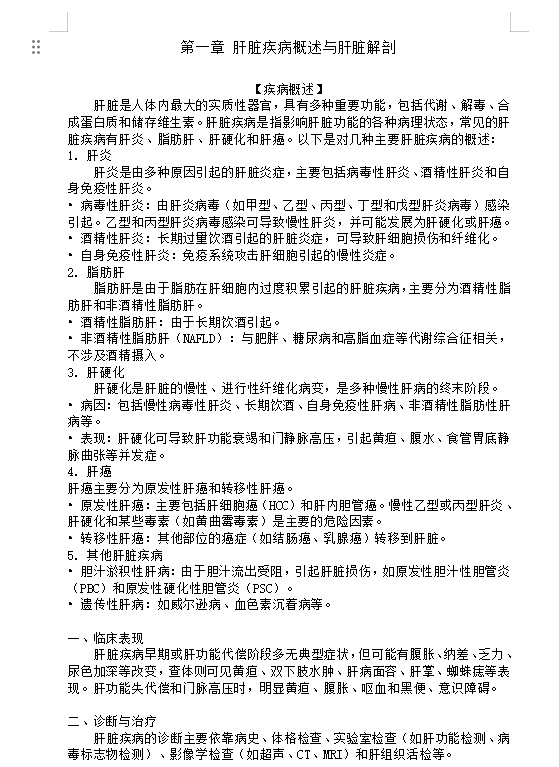 第一章 肝脏疾病概述与肝脏解剖
【疾病概述】
肝脏是人体内最大的实质性器官，具有多种重要功能，包括代谢、解毒、合
成蛋白质和储存维生素。肝脏疾病是指影响肝脏功能的各种病理状态，常见的肝
脏疾病有肝炎、脂肪肝、肝硬化和肝癌。以下是对几种主要肝脏疾病的概述：
1. 肝炎
肝炎是由多种原因引起的肝脏炎症，主要包括病毒性肝炎、酒精性肝炎和自
身免疫性肝炎。
• 病毒性肝炎：由肝炎病毒（如甲型、乙型、丙型、丁型和戊型肝炎病毒）感染
引起。乙型和丙型肝炎病毒感染可导致慢性肝炎，并可能发展为肝硬化或肝癌。
• 酒精性肝炎：长期过量饮酒引起的肝脏炎症，可导致肝细胞损伤和纤维化。
• 自身免疫性肝炎：免疫系统攻击肝细胞引起的慢性炎症。
2. 脂肪肝
脂肪肝是由于脂肪在肝细胞内过度积累引起的肝脏疾病，主要分为酒精性脂
肪肝和非酒精性脂肪肝。
• 酒精性脂肪肝：由于长期饮酒引起。
• 非酒精性脂肪肝（NAFLD）：与肥胖、糖尿病和高脂血症等代谢综合征相关，
不涉及酒精摄入。
3. 肝硬化
肝硬化是肝脏的慢性、进行性纤维化病变，是多种慢性肝病的终末阶段。
• 病因：包括慢性病毒性肝炎、长期饮酒、自身免疫性肝病、非酒精性脂肪性肝
病等。
• 表现：肝硬化可导致肝功能衰竭和门静脉高压，引起黄疸、腹水、食管胃底静
脉曲张等并发症。
4. 肝癌
肝癌主要分为原发性肝癌和转移性肝癌。
• 原发性肝癌：主要包括肝细胞癌（HCC）和肝内胆管癌。慢性乙型或丙型肝炎、
肝硬化和某些毒素（如黄曲霉毒素）是主要的危险因素。
• 转移性肝癌：其他部位的癌症（如结肠癌、乳腺癌）转移到肝脏。
5. 其他肝脏疾病
• 胆汁淤积性肝病：由于胆汁流出受阻，引起肝脏损伤，如原发性胆汁性胆管炎
（PBC）和原发性硬化性胆管炎（PSC）。
• 遗传性肝病：如威尔逊病、血色素沉着病等。
一、临床表现
肝脏疾病早期或肝功能代偿阶段多无典型症状，但可能有腹胀、纳差、乏力、
尿色加深等改变，查体则可见黄疸、双下肢水肿、肝病面容、肝掌、蜘蛛痣等表
现。肝功能失代偿和门脉高压时，明显黄疸、腹胀、呕血和黑便、意识障碍。
二、诊断与治疗
肝脏疾病的诊断主要依靠病史、体格检查、实验室检查（如肝功能检测、病
毒标志物检测）、影像学检查（如超声、CT、MRI）和肝组织活检等。